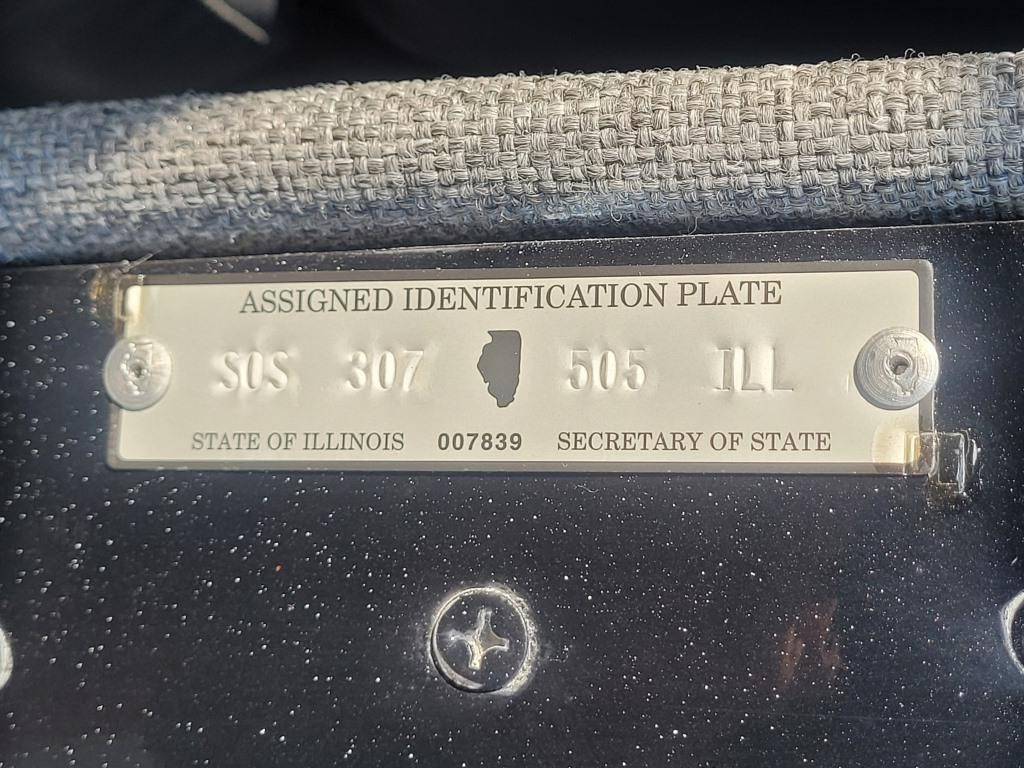 ASSIGNED IDENTIFICATION PLATE
SOS 307 505 ILL
STATE OF ILLINOIS 007839 SECRETARY OF STATE